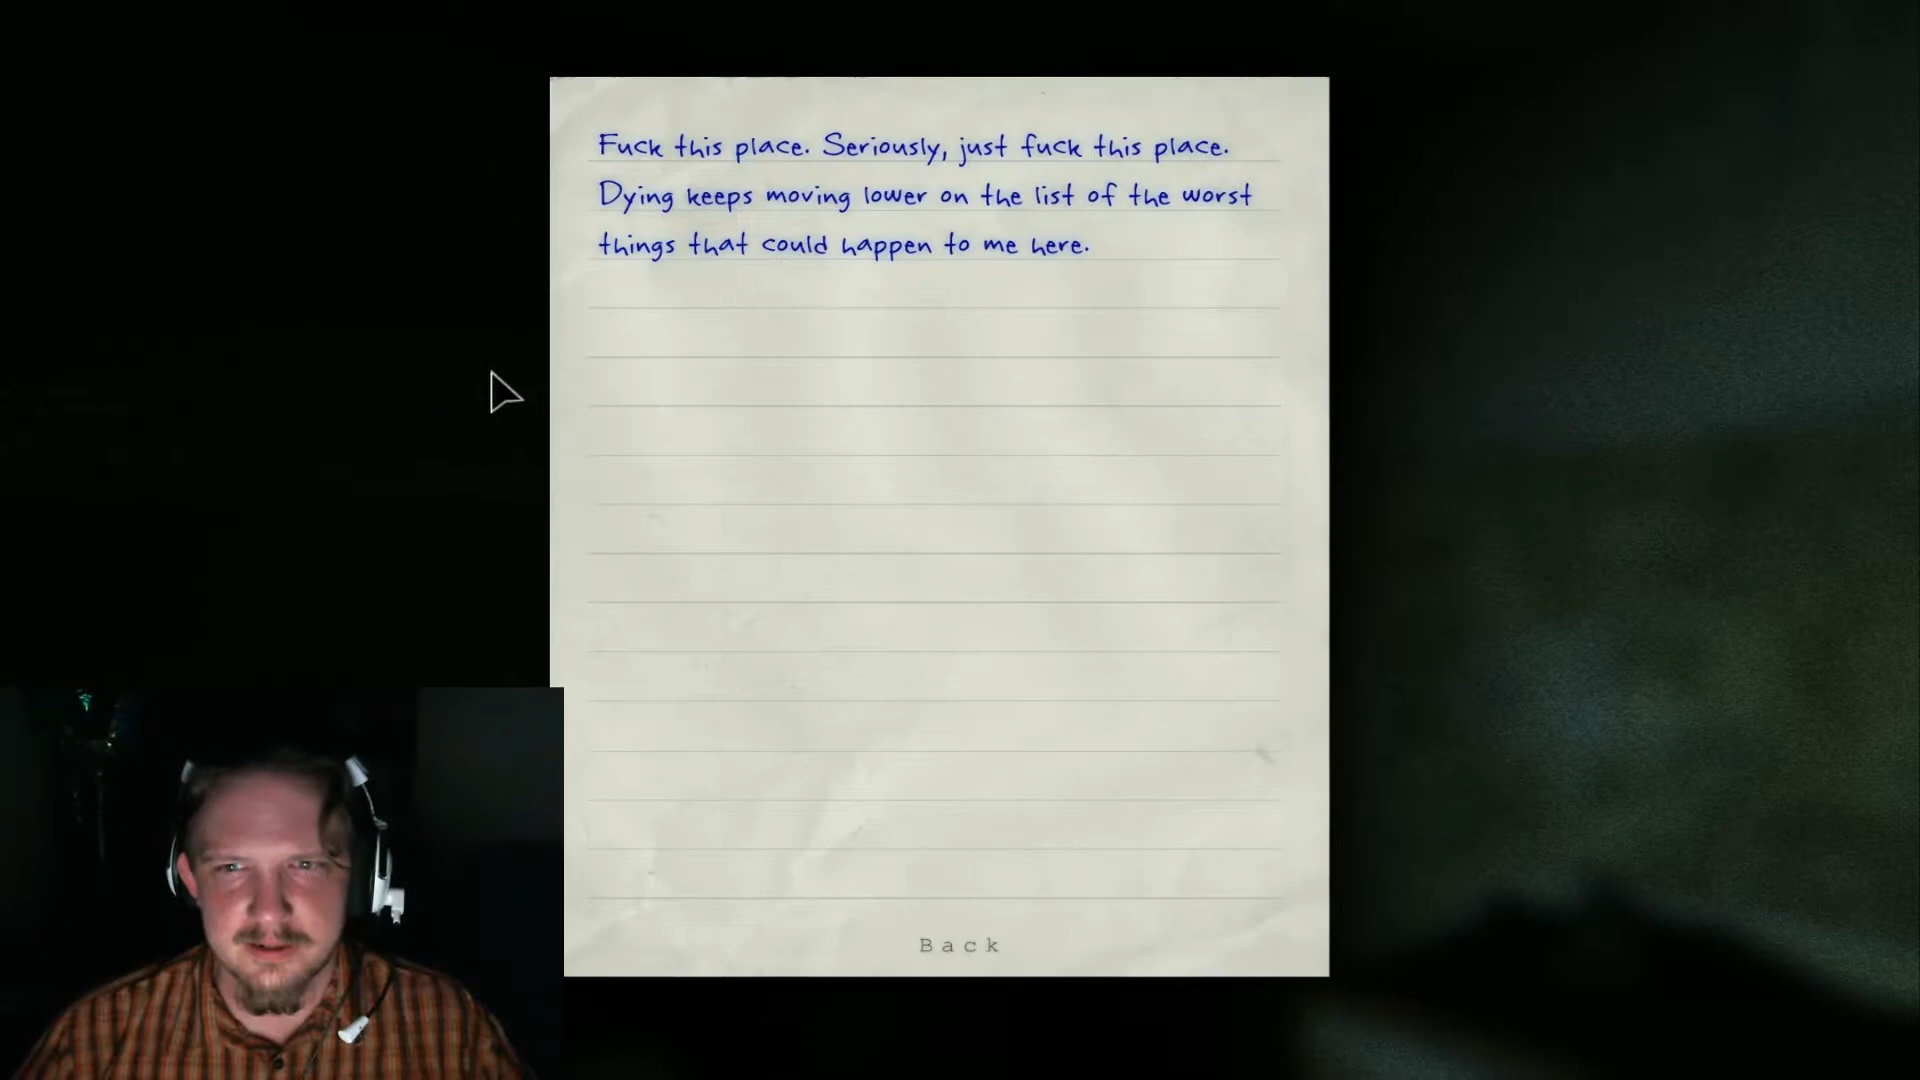 Fuck this place. Seriously, just fuck this place.
Dying keeps moving lower on the list of the worst
things that could happen to me here.
Back